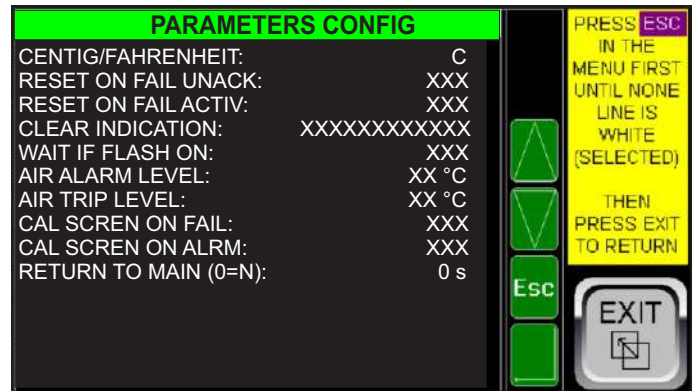 PARAMETERS CONFIG
CENTIG/FAHRENHEIT: C
RESET ON FAIL UNACK: XXX
RESET ON FAIL ACTIV: XXX
CLEAR INDICATION: XXXXXXXXXXXX
WAIT IF FLASH ON: XXX
AIR ALARM LEVEL: XX °C
AIR TRIP LEVEL: XX °C
CAL SCREN ON FAIL: XXX
CAL SCREN ON ALRM: XXX
RETURN TO MAIN (0=N): 0 s
Esc
PRESS ESC
IN THE
MENU FIRST
UNTIL NONE
LINE IS
WHITE
(SELECTED)
THEN
PRESS EXIT
TO RETURN
EXIT